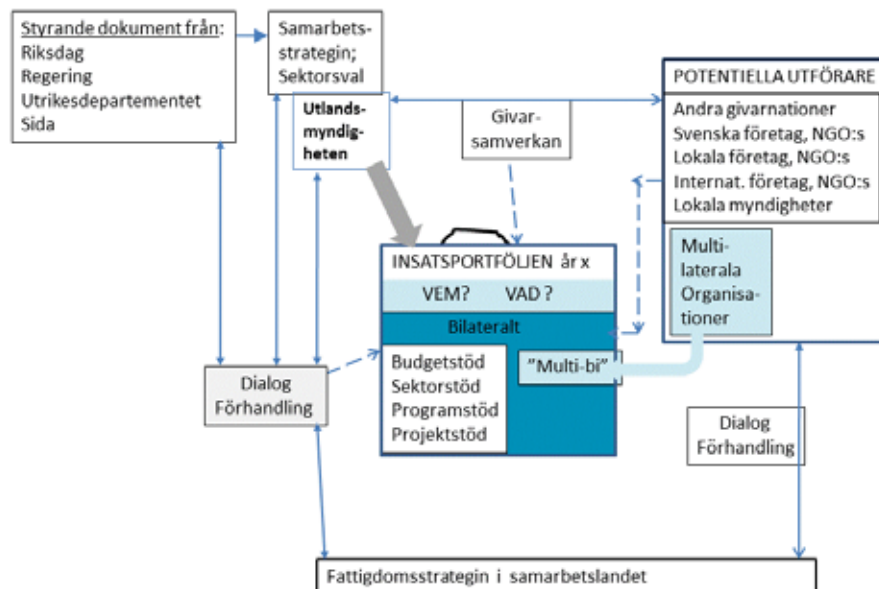 Styrande dokument från:
Riksdag
Regering
Utrikesdepartementet
Sida
Samarbets-
strategin;
Sektorsval
Utlands-
myndig-
heten
Givar-
samverkan
POTENTIELLA UTFÖRARE
Andra givarnationer
Svenska företag, NGO:s
Lokala företag, NGO:s
Internat. företag, NGO:s
Lokala myndigheter
Multi-
laterala
Organisa-
tioner
INSATSPORTFÖLJEN år x
VEM? VAD ?
Bilateralt
Budgetstöd
Sektorstöd
Programstöd
Projektstöd
”Multi-bi”
Dialog
Förhandling
Dialog
Förhandling
Fattigdomsstrategin i samarbetslandet